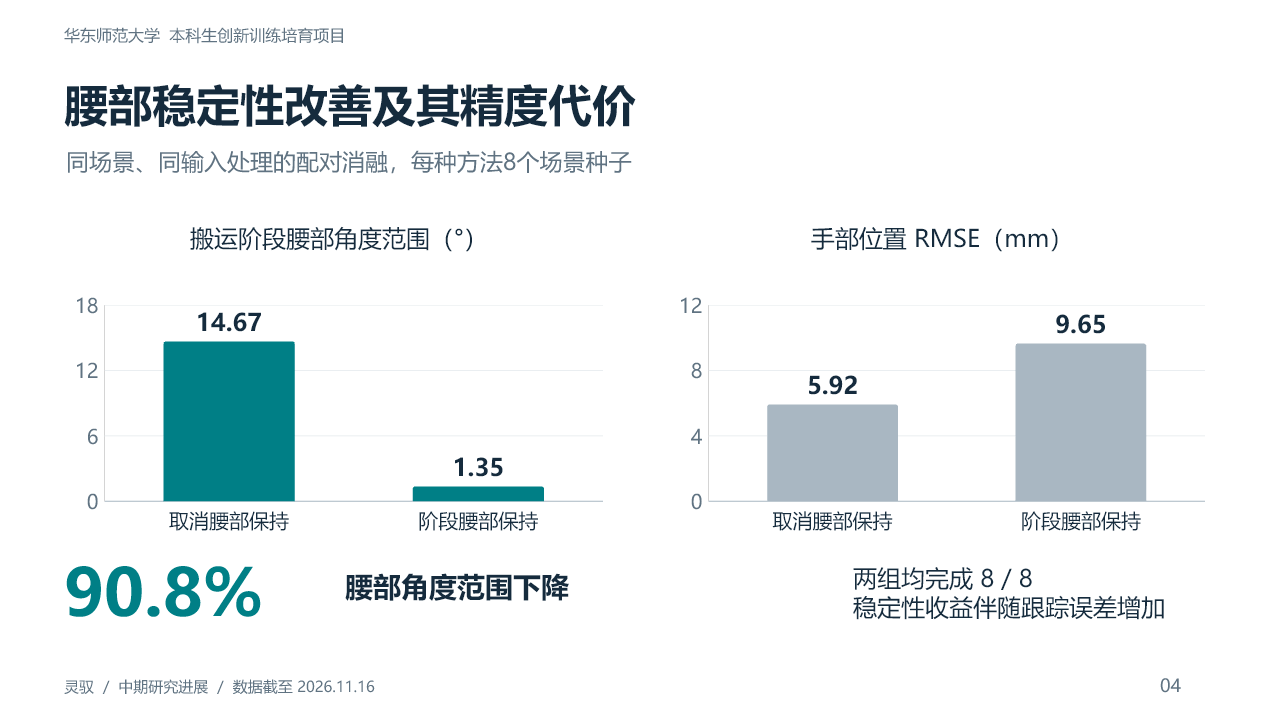 华东师范大学 本科生创新训练培育项目
腰部稳定性改善及其精度代价
同场景、同输入处理的配对消融，每种方法8个场景种子
搬运阶段腰部角度范围（°）
18
12
6
0
14.67
1.35
取消腰部保持
阶段腰部保持
手部位置 RMSE（mm）
12
8
4
0
5.92
9.65
取消腰部保持
阶段腰部保持
90.8%
腰部角度范围下降
两组均完成 8 / 8
稳定性收益伴随跟踪误差增加
灵驭 / 中期研究进展 / 数据截至 2026.11.16
04